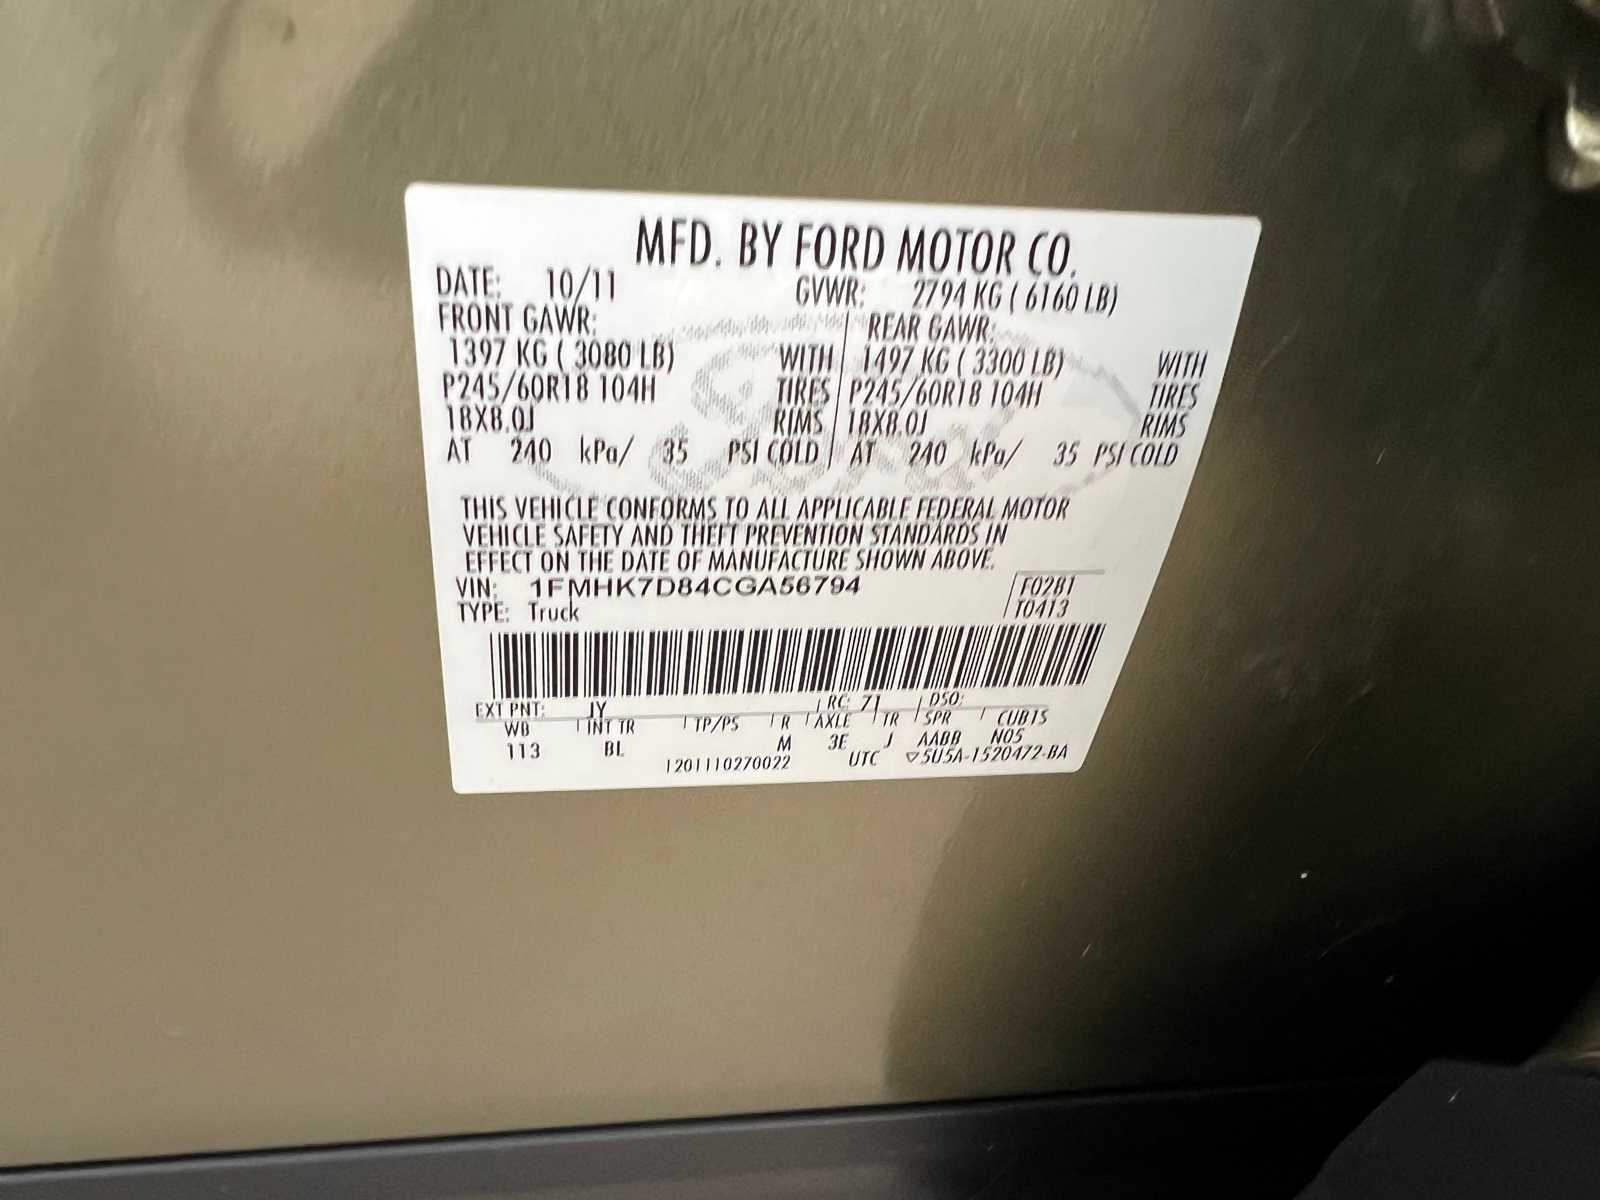 MFD. BY FORD MOTOR CO.
DATE: 10/11 GVWR: 2794 KG ( 6160 LB)
FRONT GAWR: REAR GAWR:
1397 KG ( 3080 LB) WITH 1497 KG ( 3300 LB) WITH
P245/60R18 104H TIRES P245/60R18 104H TIRES
18X8.0J RIMS 18X8.0J RIMS
AT 240 kPa/ 35 PSI COLD AT 240 kPa/ 35 PSI COLD
THIS VEHICLE CONFORMS TO ALL APPLICABLE FEDERAL MOTOR
VEHICLE SAFETY AND THEFT PREVENTION STANDARDS IN
EFFECT ON THE DATE OF MANUFACTURE SHOWN ABOVE.
VIN: 1FMHK7D84CGA56794 F0281
TYPE: Truck T0413
EXT PNT: JY RC: 71 DSO:
WB INT TR TP/PS R AXLE TR SPR CUBTS
113 BL M 3E J AABB N05
1201110270022 UTC ▽5U5A-1520472-BA